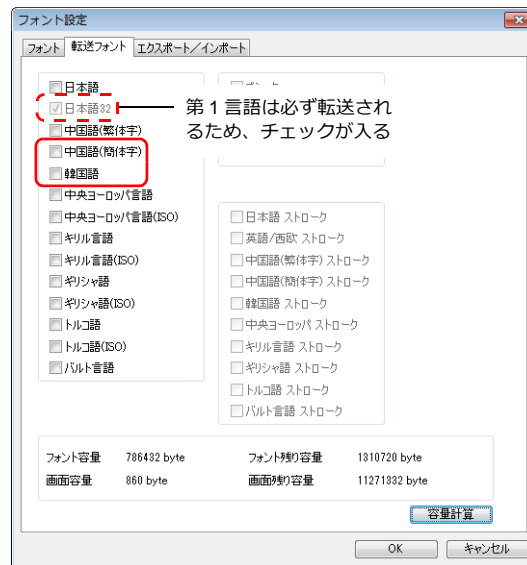 フォント設定
フォント 転送フォント エクスポート／インポート
日本語
日本語32
第1言語は必ず転送され
るため、チェックが入る
中国語(繁体字)
中国語(簡体字)
韓国語
中央ヨーロッパ言語
中央ヨーロッパ言語(ISO)
キリル言語
キリル言語(ISO)
ギリシャ語
ギリシャ語(ISO)
トルコ語
トルコ語(ISO)
バルト言語
日本語 ストローク
英語/西欧 ストローク
中国語(繁体字) ストローク
中国語(簡体字) ストローク
韓国語 ストローク
中央ヨーロッパ ストローク
キリル言語 ストローク
ギリシャ語 ストローク
トルコ語 ストローク
バルト言語 ストローク
フォント容量 786432 byte フォント残り容量 1310720 byte
画面容量 860 byte 画面残り容量 11271332 byte
容量計算
OK キャンセル